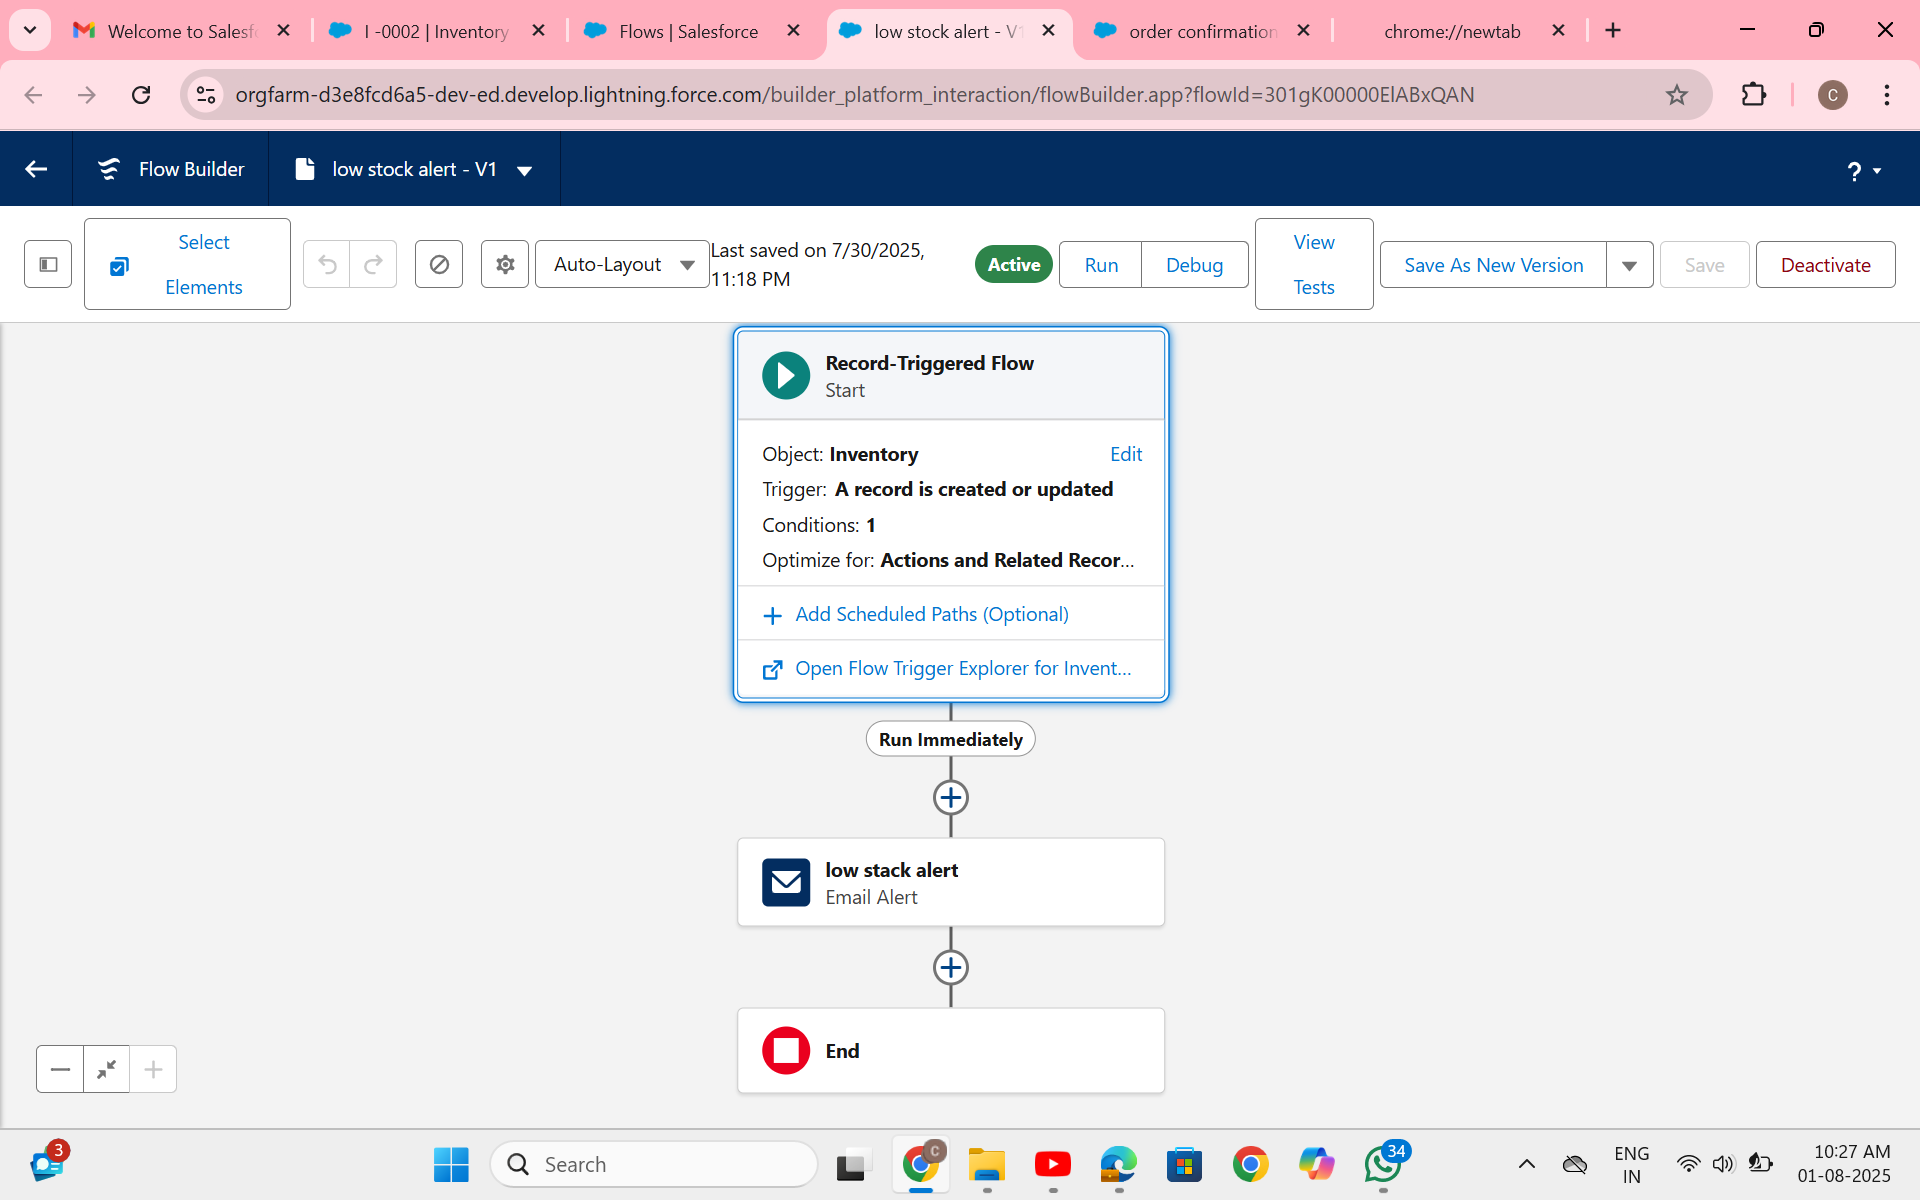 Welcome to Salesf
I -0002 | Inventory
Flows | Salesforce
low stock alert - V1
order confirmation
chrome://newtab
orgfarm-d3e8fcd6a5-dev-ed.develop.lightning.force.com/builder_platform_interaction/flowBuilder.app?flowId=301gK00000ElABxQAN
C
Flow Builder
low stock alert - V1
?
Select
Elements
Auto-Layout
Last saved on 7/30/2025,
11:18 PM
Active
Run
Debug
View
Tests
Save As New Version
Save
Deactivate
Record-Triggered Flow
Start
Object: Inventory
Edit
Trigger: A record is created or updated
Conditions: 1
Optimize for: Actions and Related Recor...
Add Scheduled Paths (Optional)
Open Flow Trigger Explorer for Invent...
Run Immediately
low stack alert
Email Alert
End
3
Search
C
34
ENG
IN
10:27 AM
01-08-2025